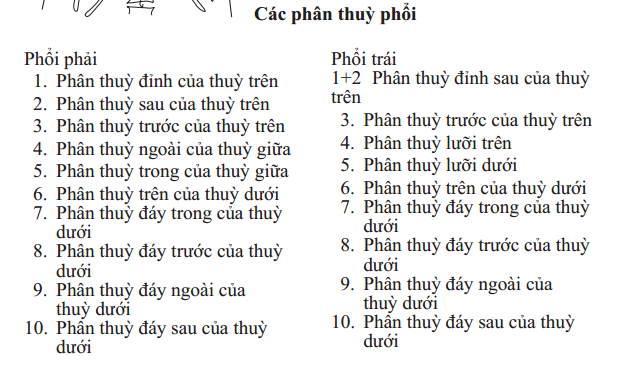 Các phân thuỳ phổi
Phổi phải
1. Phân thuỳ đỉnh của thuỳ trên
2. Phân thuỳ sau của thuỳ trên
3. Phân thuỳ trước của thuỳ trên
4. Phân thuỳ ngoài của thuỳ giữa
5. Phân thuỳ trong của thuỳ giữa
6. Phân thuỳ trên của thuỳ dưới
7. Phân thuỳ đáy trong của thuỳ
dưới
8. Phân thuỳ đáy trước của thuỳ
dưới
9. Phân thuỳ đáy ngoài của
thuỳ dưới
10. Phân thuỳ đáy sau của thuỳ
dưới
Phổi trái
1+2 Phân thuỳ đỉnh sau của thuỳ
trên
3. Phân thuỳ trước của thuỳ trên
4. Phân thuỳ lưỡi trên
5. Phân thuỳ lưỡi dưới
6. Phân thuỳ trên của thuỳ dưới
7. Phân thuỳ đáy trong của thuỳ
dưới
8. Phân thuỳ đáy trước của thuỳ
dưới
9. Phân thuỳ đáy ngoài của
thuỳ dưới
10. Phân thuỳ đáy sau của thuỳ
dưới